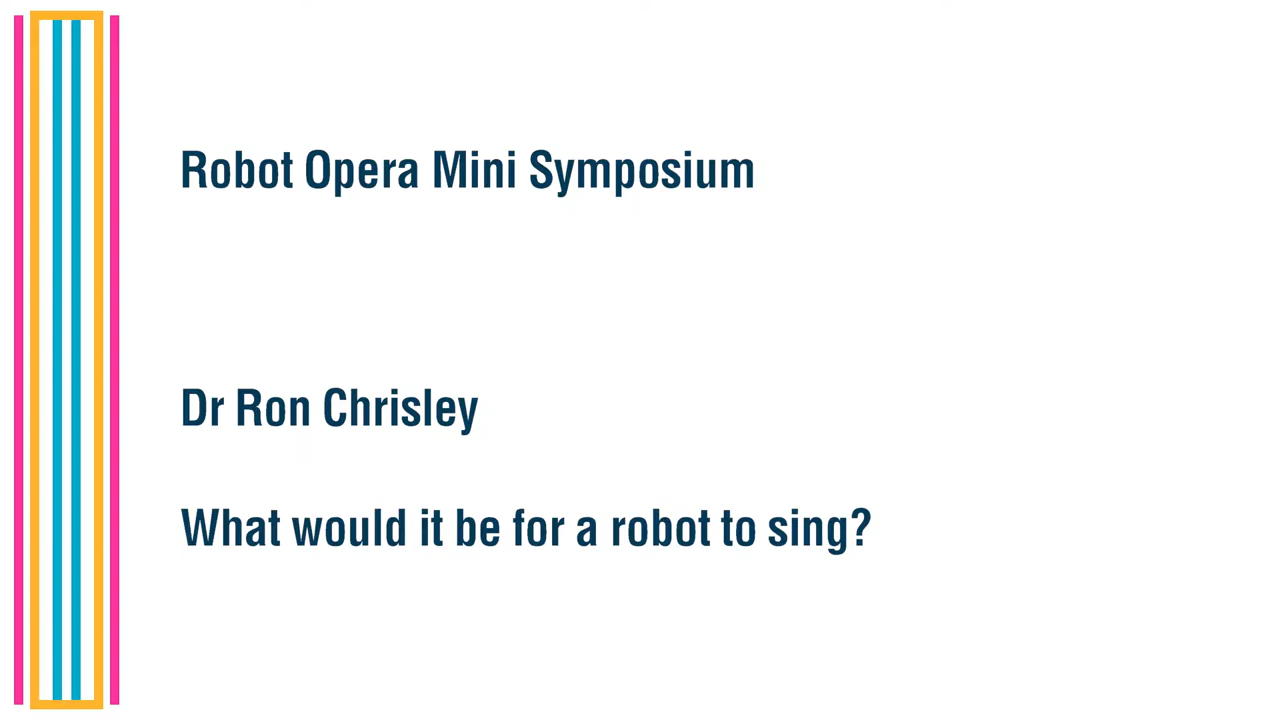 Robot Opera Mini Symposium
Dr Ron Chrisley
What would it be for a robot to sing?